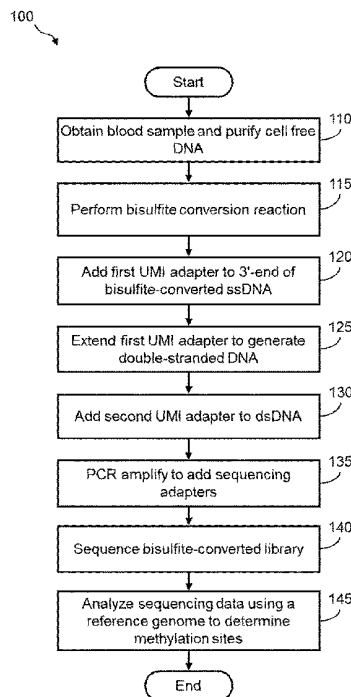 100
Start
110
Obtain blood sample and purify cell free
DNA
115
Perform bisulfite conversion reaction
120
Add first UMI adapter to 3'-end of
bisulfite-converted ssDNA
125
Extend first UMI adapter to generate
double-stranded DNA
130
Add second UMI adapter to dsDNA
135
PCR amplify to add sequencing
adapters
140
Sequence bisulfite-converted library
145
Analyze sequencing data using a
reference genome to determine
methylation sites
End